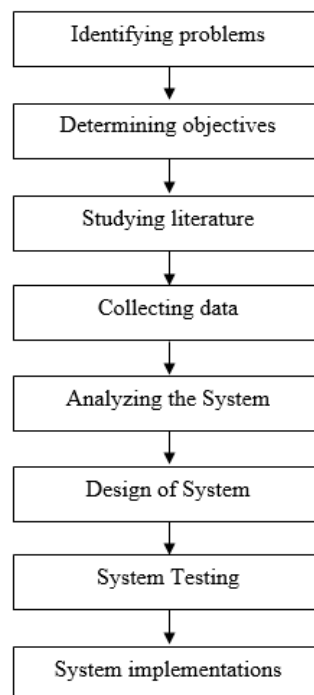 Identifying problems
Determining objectives
Studying literature
Collecting data
Analyzing the System
Design of System
System Testing
System implementations